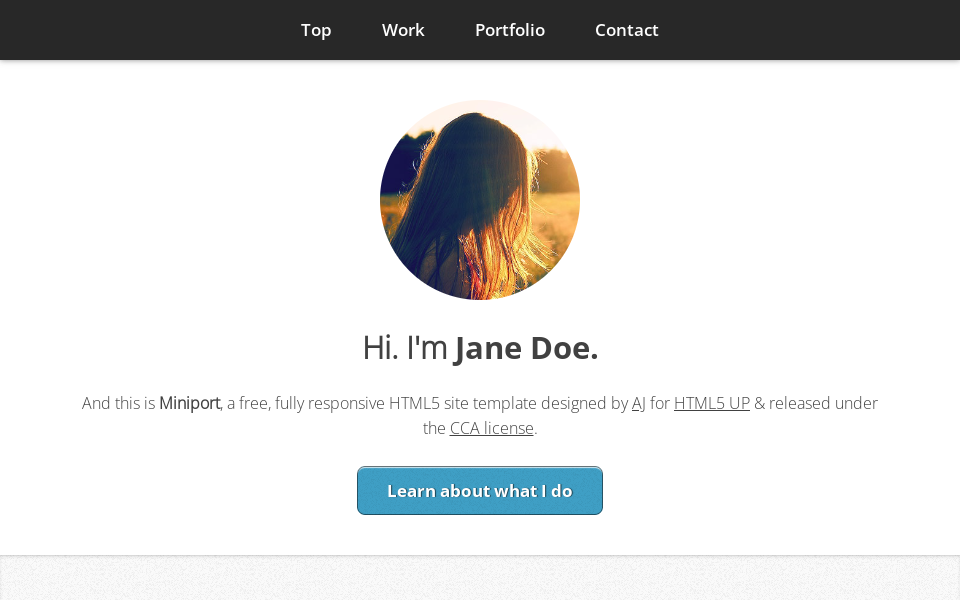 Top Work Portfolio Contact
Hi. I'm Jane Doe.
And this is Miniport, a free, fully responsive HTML5 site template designed by AJ for HTML5 UP & released under
the CCA license.
Learn about what I do